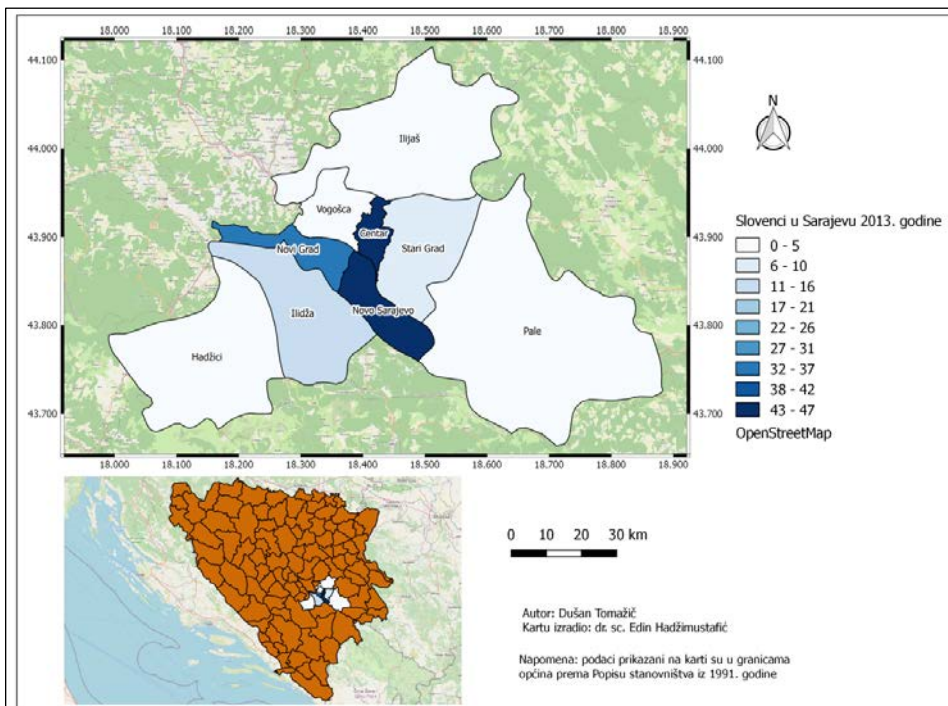 18.000 18.100 18.200 18.300 18.400 18.500 18.600 18.700 18.800 18.900
44.100 44.100
N
Ilijaš
44.000 44.000
Vogošća
Slovenci u Sarajevu 2013. godine
Centar
0 - 5
43.900 43.900
Novi Grad
Stari Grad
6 - 10
11 - 16
17 - 21
Ilidža
Novo Sarajevo
22 - 26
43.800 43.800
Pale
27 - 31
Hadžići
32 - 37
38 - 42
43.700 43.700
43 - 47
OpenStreetMap
18.000 18.100 18.200 18.300 18.400 18.500 18.600 18.700 18.800 18.900
0 10 20 30 km
Autor: Dušan Tomažič
Kartu izradio: dr. sc. Edin Hadžimustafić
Napomena: podaci prikazani na karti su u granicama
općina prema Popisu stanovništva iz 1991. godine